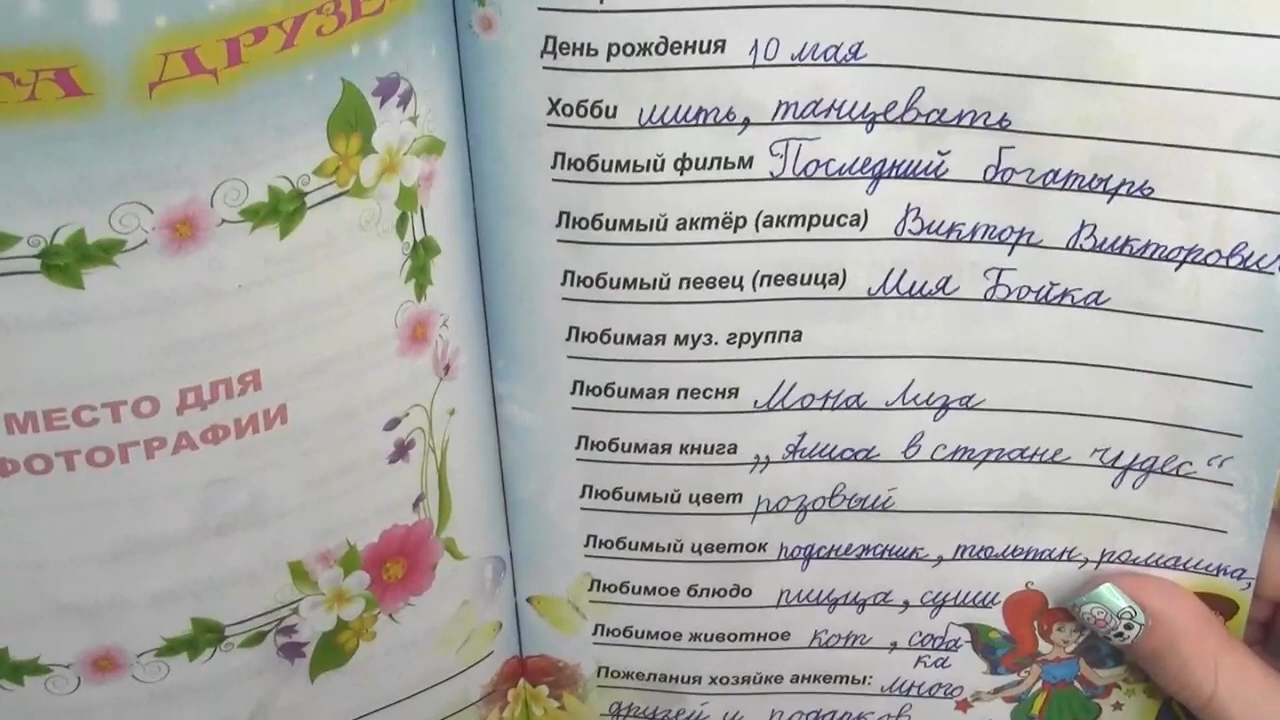 ТА ДРУЗЕ
МЕСТО ДЛЯ
ФОТОГРАФИИ
День рождения 10 мая
Хобби шить, танцевать
Любимый фильм Последний богатырь
Любимый актёр (актриса) Виктор Викторович
Любимый певец (певица) Мия Бойка
Любимая муз. группа
Любимая песня Мона Лиза
Любимая книга ,,Алиса в стране чудес“
Любимый цвет розовый
Любимый цветок подснежник, тюльпан, ромашка,
Любимое блюдо пицца, суши
Любимое животное кот, соба
ка
Пожелания хозяйке анкеты: много
друзей и подарков